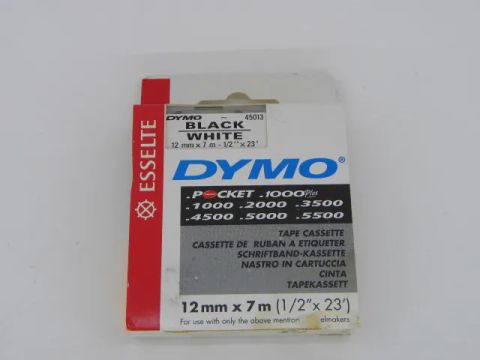 ESSELTE
DYMO - 45013
BLACK
WHITE
12 mm x 7 m - 1/2" x 23'
DYMO®
.POCKET .1000 Plus
.1000 .2000 .3500
.4500 .5000 .5500
TAPE CASSETTE
CASSETTE DE RUBAN A ETIQUETER
SCHRIFTBAND-KASSETTE
NASTRO IN CARTUCCIA
CINTA
TAPEKASSETT
12 mm x 7 m (1/2" x 23')
For use with only the above mention elmakers